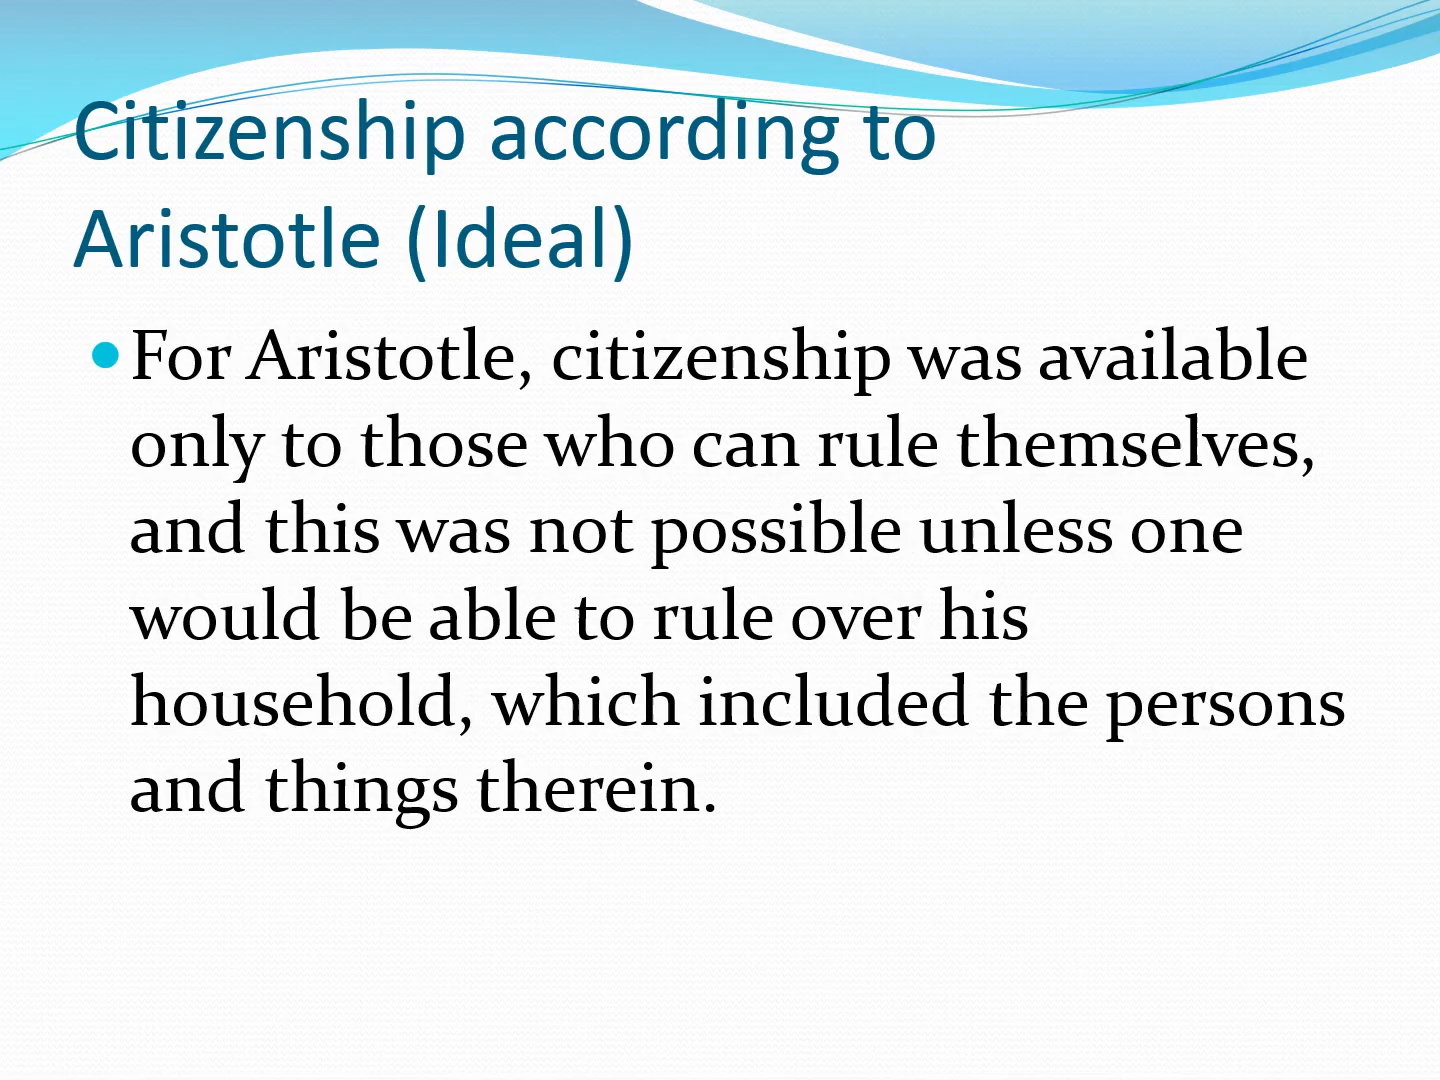 Citizenship according to
Aristotle (Ideal)
•For Aristotle, citizenship was available
only to those who can rule themselves,
and this was not possible unless one
would be able to rule over his
household, which included the persons
and things therein.